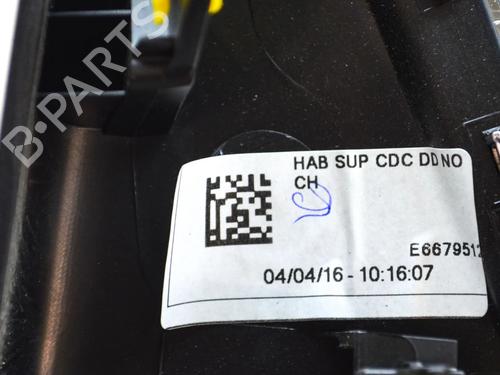 B-PARTS
HAB SUP CDC DDNO
CH
E6679512
04/04/16 - 10:16:07